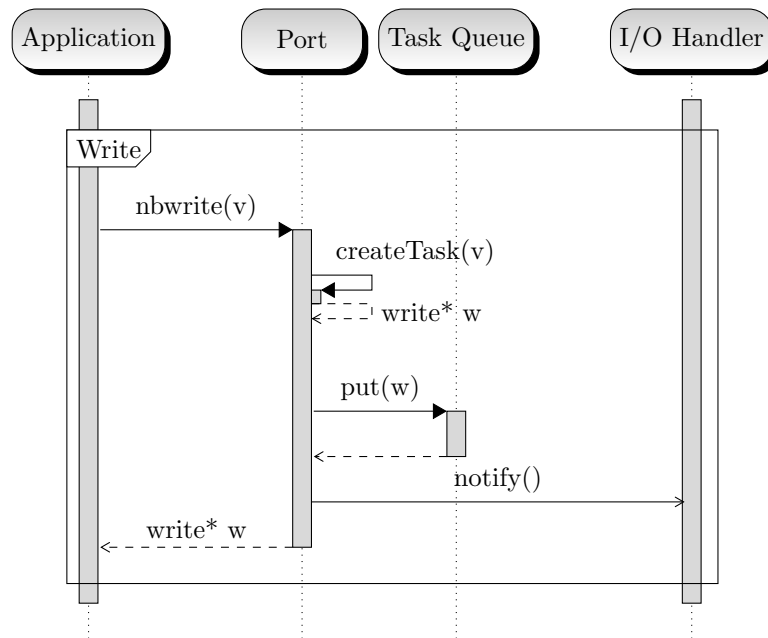 Application
Port
Task Queue
I/O Handler
Write
nbwrite(v)
createTask(v)
write* w
put(w)
notify()
write* w